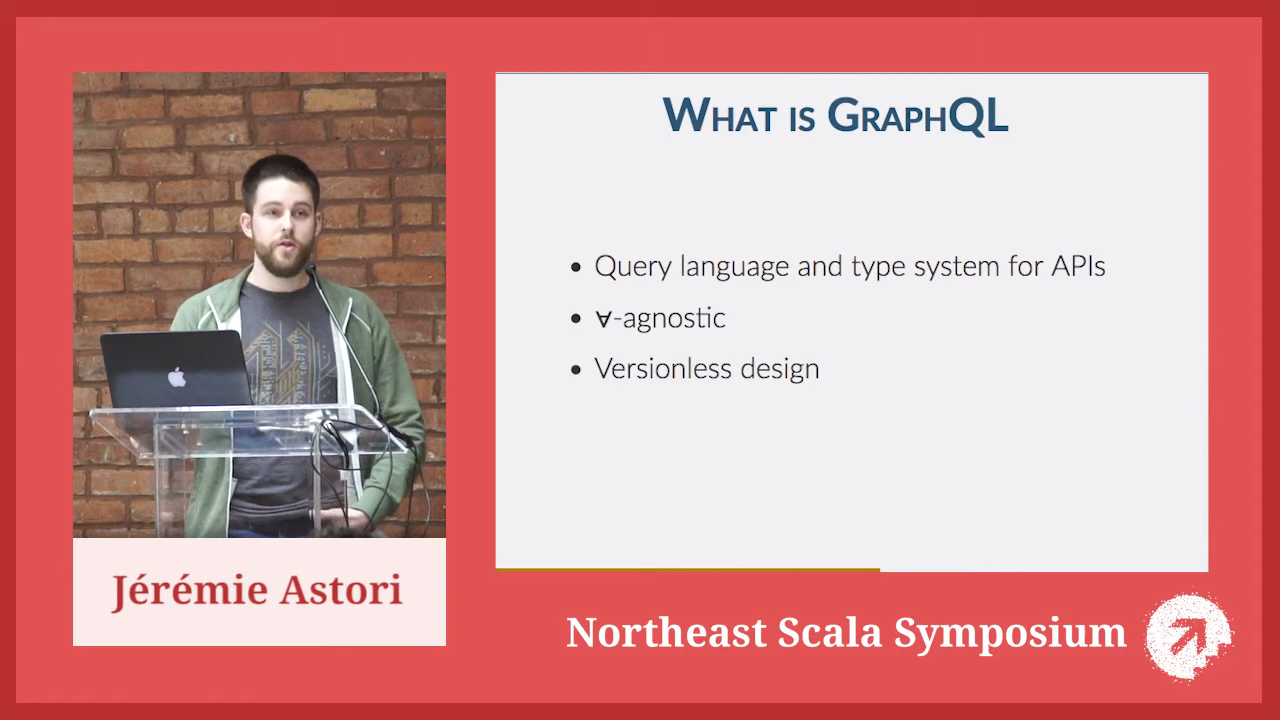 What is GraphQL
Query language and type system for APIs
∀-agnostic
Versionless design
Jérémie Astori
Northeast Scala Symposium